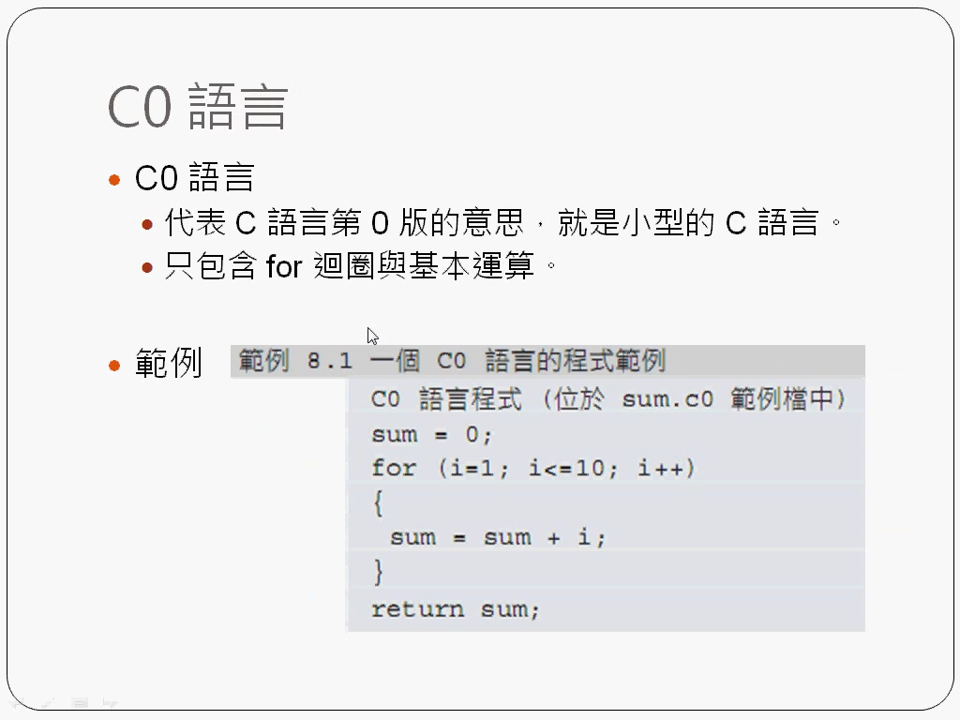 C0 語言
C0 語言
代表 C 語言第 0 版的意思，就是小型的 C 語言。
只包含 for 迴圈與基本運算。
範例
範例 8.1 一個 C0 語言的程式範例
C0 語言程式 (位於 sum.c0 範例檔中)
sum = 0;
for (i=1; i<=10; i++)
{
sum = sum + i;
}
return sum;